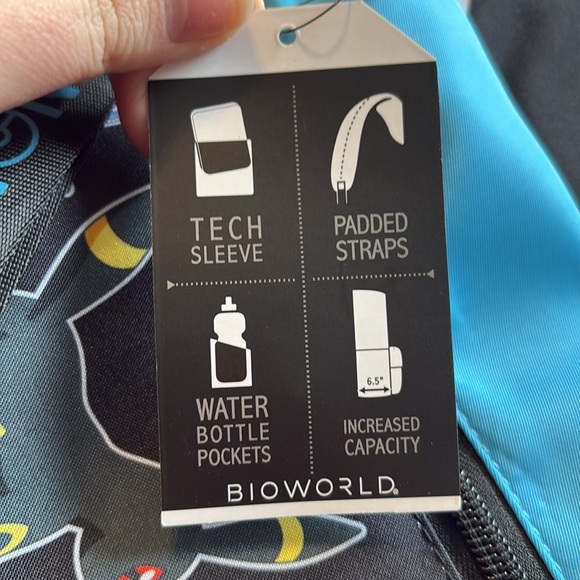 TECH
SLEEVE
PADDED
STRAPS
WATER
BOTTLE
POCKETS
6.5"
INCREASED
CAPACITY
BIOWORLD®